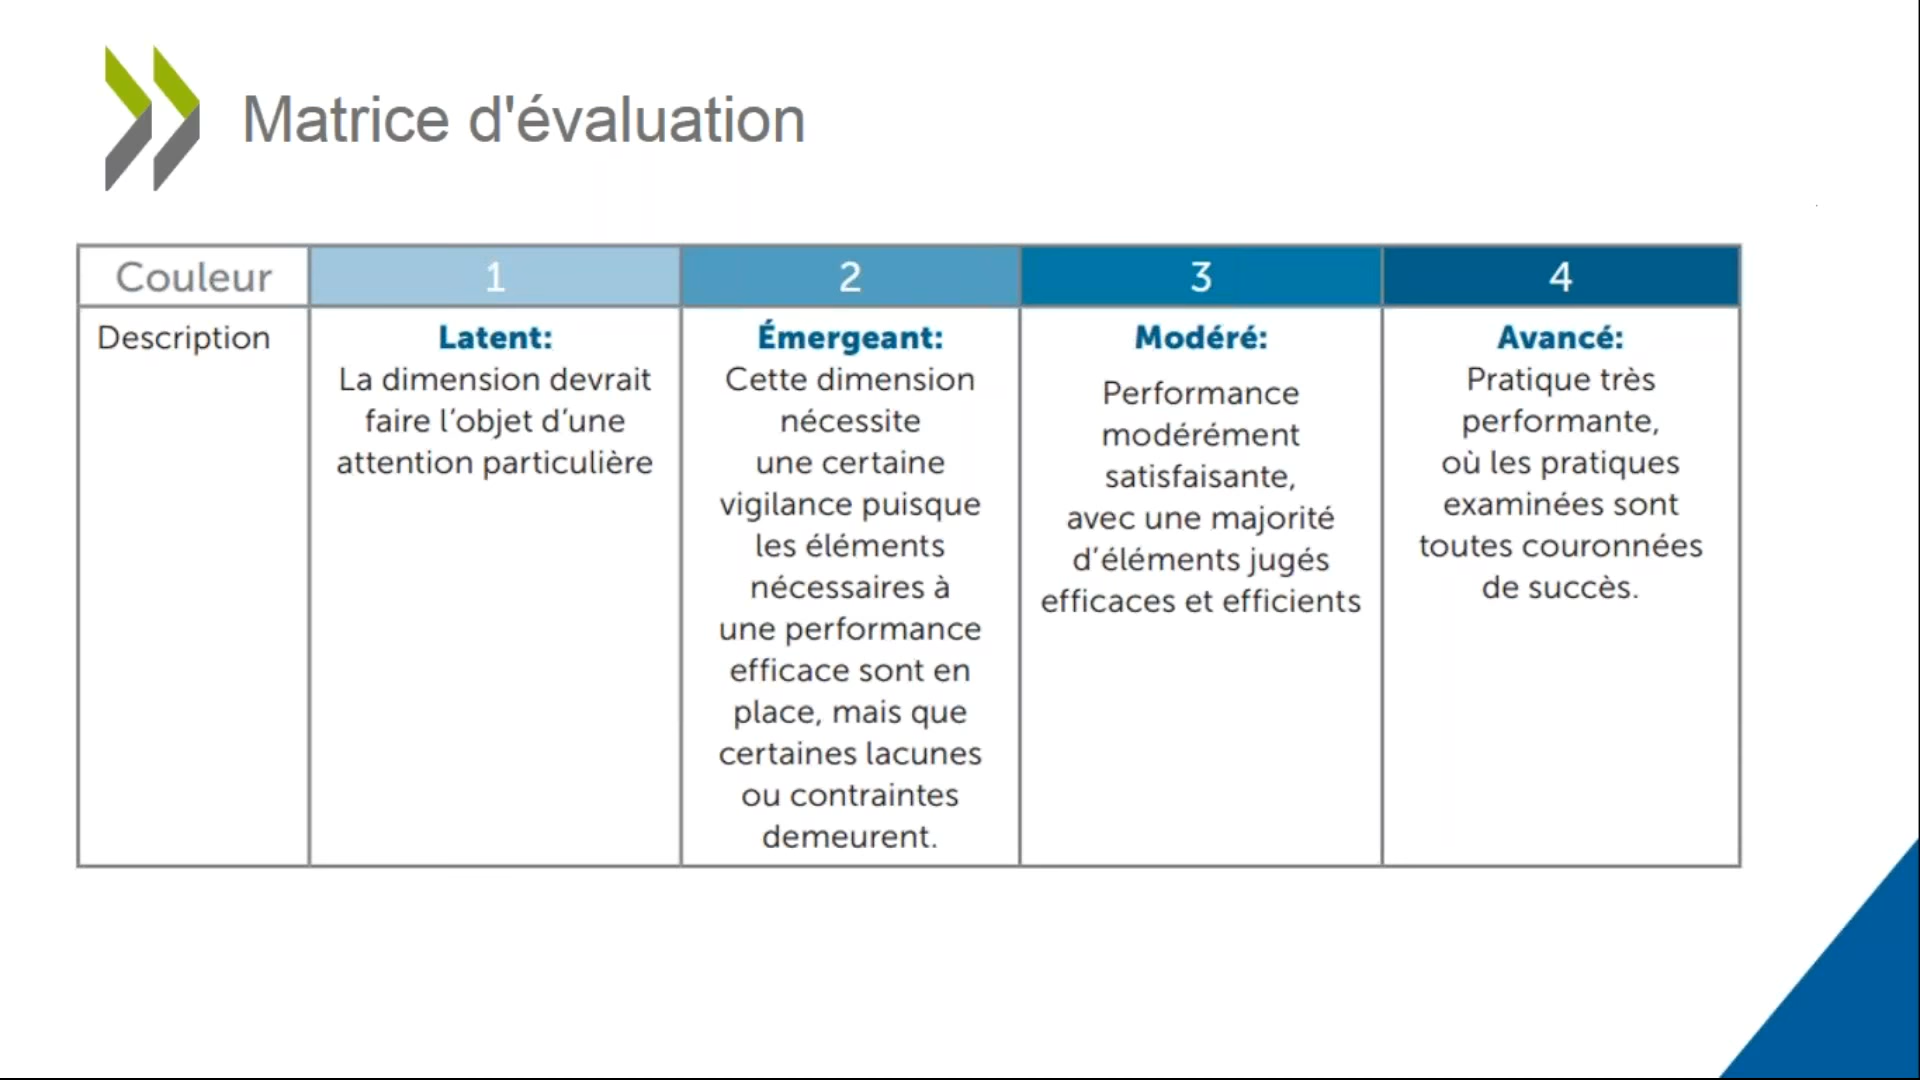 Matrice d'évaluation
Couleur
1
2
3
4
Description
Latent:
La dimension devrait
faire l’objet d’une
attention particulière
Émergeant:
Cette dimension
nécessite
une certaine
vigilance puisque
les éléments
nécessaires à
une performance
efficace sont en
place, mais que
certaines lacunes
ou contraintes
demeurent.
Modéré:
Performance
modérément
satisfaisante,
avec une majorité
d’éléments jugés
efficaces et efficients
Avancé:
Pratique très
performante,
où les pratiques
examinées sont
toutes couronnées
de succès.